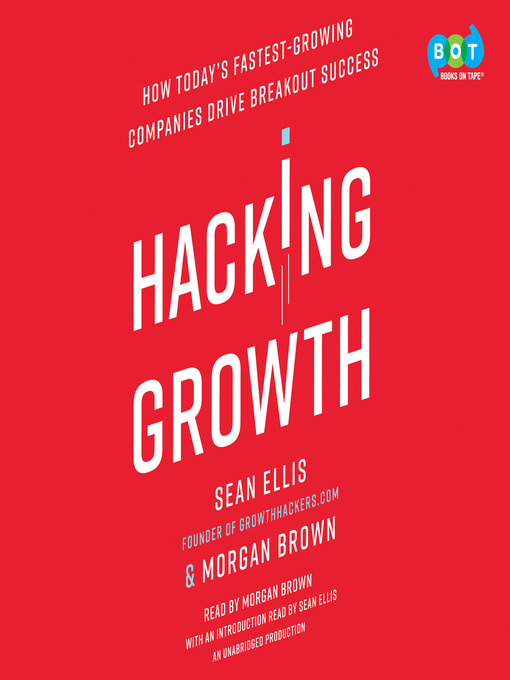 BOT
BOOKS ON TAPE®
HOW TODAY'S FASTEST-GROWING
COMPANIES DRIVE BREAKOUT SUCCESS
HACKiNG
GROWTH
SEAN ELLIS
FOUNDER OF GROWTHHACKERS.COM
& MORGAN BROWN
READ BY MORGAN BROWN
WITH AN INTRODUCTION READ BY SEAN ELLIS
AN UNABRIDGED PRODUCTION